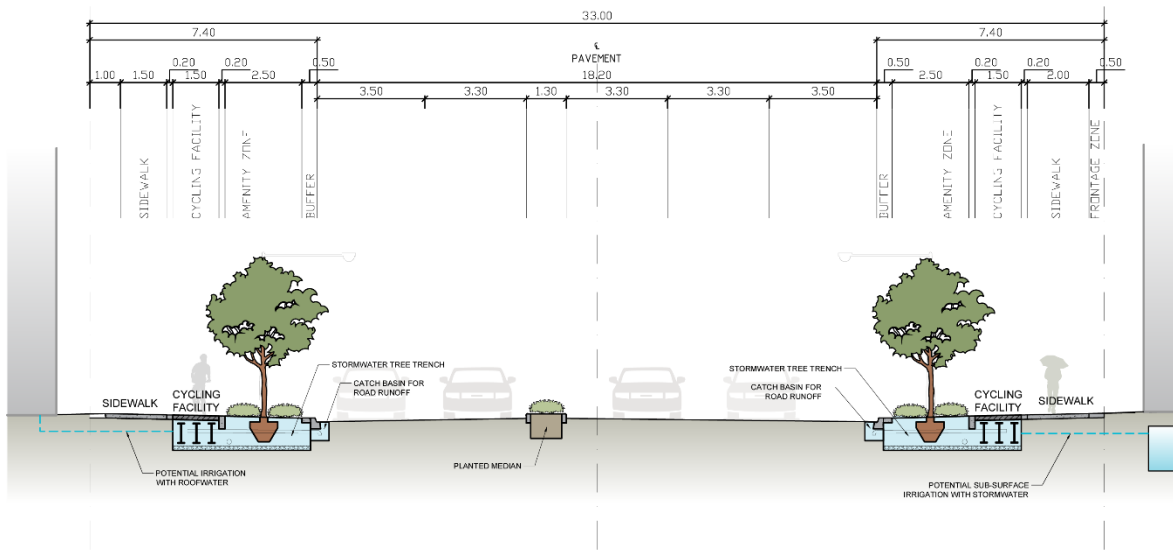 33.00
7.40
7.40
℄
PAVEMENT
18.20
0.20
0.20
0.50
1.00
1.50
1.50
2.50
0.50
0.20
0.20
0.50
2.50
1.50
2.00
3.50
3.30
1.30
3.30
3.30
3.50
SIDEWALK
CYCLING FACILITY
AMENITY ZONE
BUFFER
BUFFER
AMENITY ZONE
CYCLING FACILITY
SIDEWALK
FRONTAGE ZONE
STORMWATER TREE TRENCH
CATCH BASIN FOR
ROAD RUNOFF
STORMWATER TREE TRENCH
CATCH BASIN FOR
ROAD RUNOFF
SIDEWALK
CYCLING
FACILITY
CYCLING
FACILITY
SIDEWALK
POTENTIAL IRRIGATION
WITH ROOFWATER
PLANTED MEDIAN
POTENTIAL SUB-SURFACE
IRRIGATION WITH STORMWATER